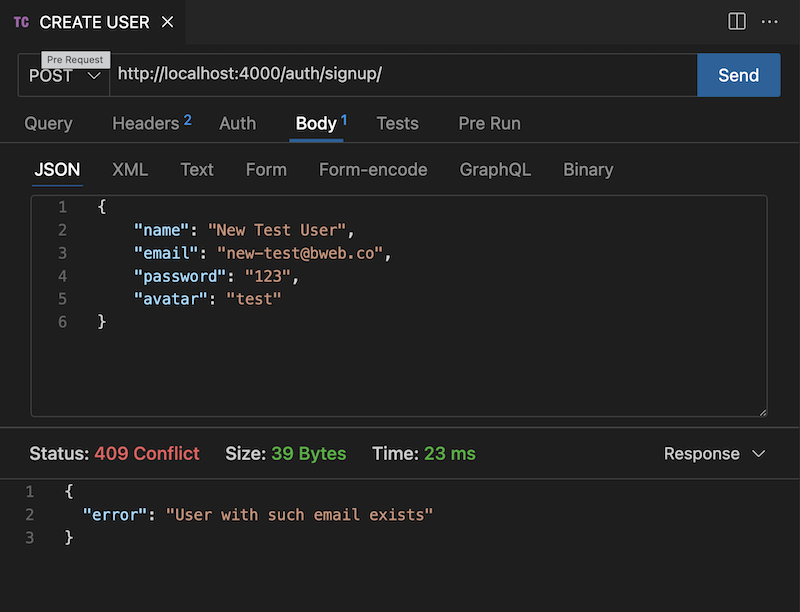 TC CREATE USER ×
Pre Request
POST http://localhost:4000/auth/signup/ Send
Query Headers 2 Auth Body 1 Tests Pre Run
JSON XML Text Form Form-encode GraphQL Binary
1 {
2 "name": "New Test User",
3 "email": "new-test@bweb.co",
4 "password": "123",
5 "avatar": "test"
6 }
Status: 409 Conflict Size: 39 Bytes Time: 23 ms Response
1 {
2 "error": "User with such email exists"
3 }